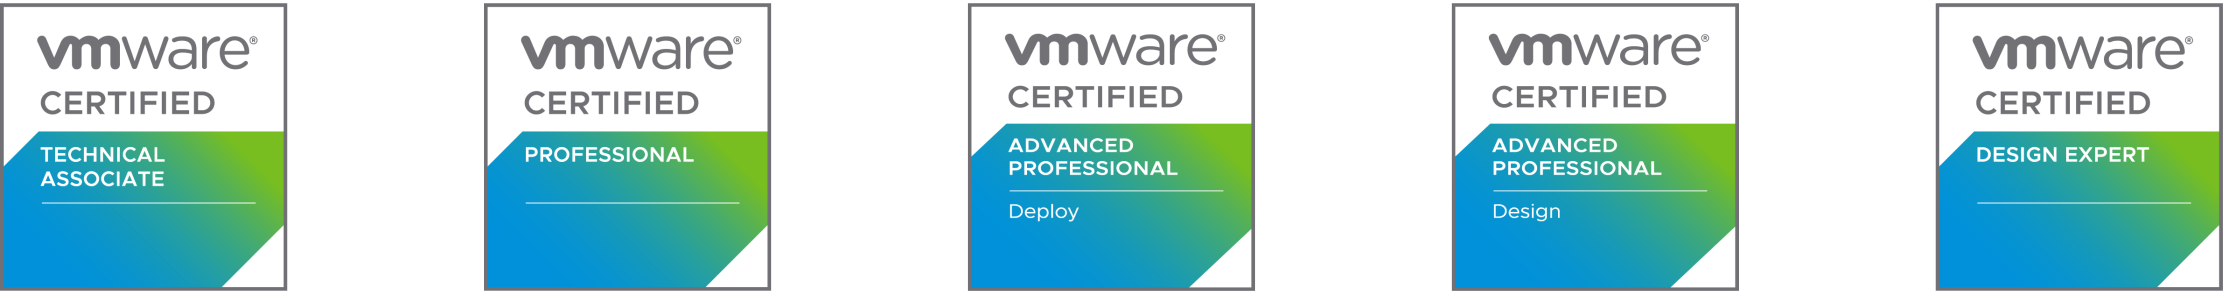 vmware®
CERTIFIED
TECHNICAL
ASSOCIATE
vmware®
CERTIFIED
PROFESSIONAL
vmware®
CERTIFIED
ADVANCED
PROFESSIONAL
Deploy
vmware®
CERTIFIED
ADVANCED
PROFESSIONAL
Design
vmware®
CERTIFIED
DESIGN EXPERT